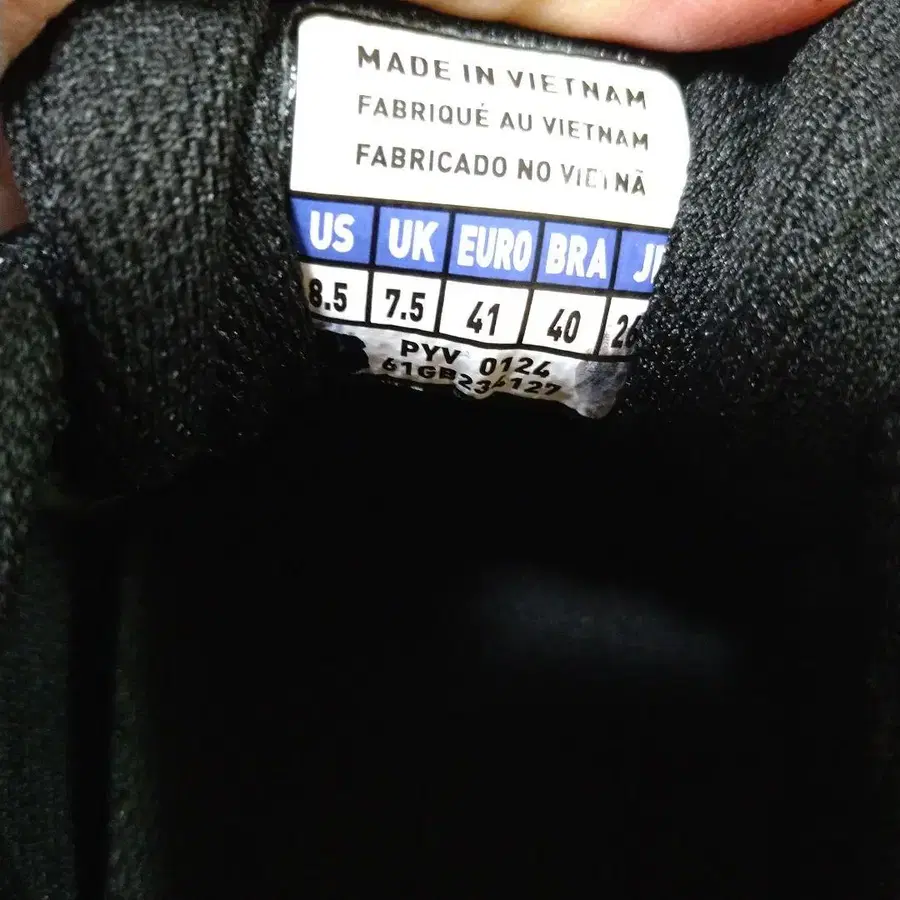 MADE IN VIETNAM
FABRIQUÉ AU VIETNAM
FABRICADO NO VIETNÃ
US UK EURO BRA
8.5 7.5 41 40
PYV 0124